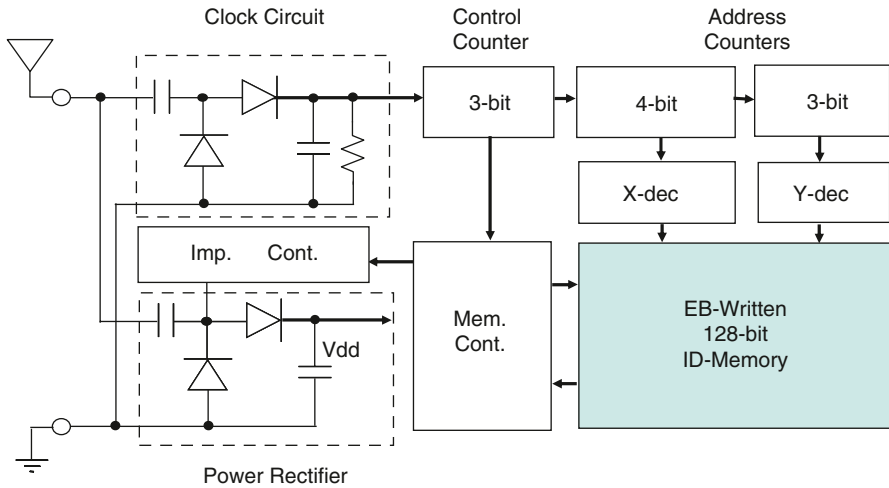 Clock Circuit
Control
Counter
Address
Counters
3-bit
4-bit
3-bit
X-dec
Y-dec
Imp. Cont.
Mem.
Cont.
EB-Written
128-bit
ID-Memory
Vdd
Power Rectifier